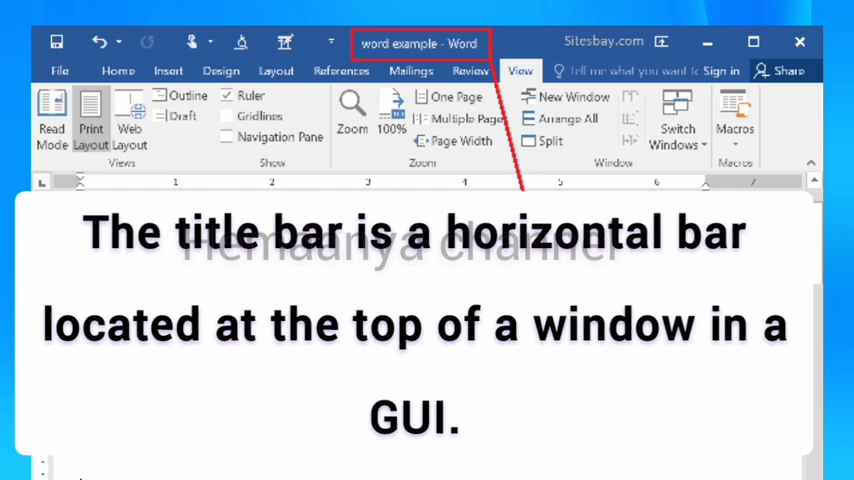 word example - Word
Sitesbay.com
File Home Insert Design Layout References Mailings Review View Tell me what you want Sign in Share
Read Mode
Print Layout
Web Layout
Outline
Draft
Views
Ruler
Gridlines
Navigation Pane
Show
Zoom
100%
One Page
Multiple Page
Page Width
Zoom
New Window
Arrange All
Split
Switch Windows
Window
Macros
Macros
1 2 3 4 5 6 7
Hemaanya channel
The title bar is a horizontal bar
located at the top of a window in a
GUI.